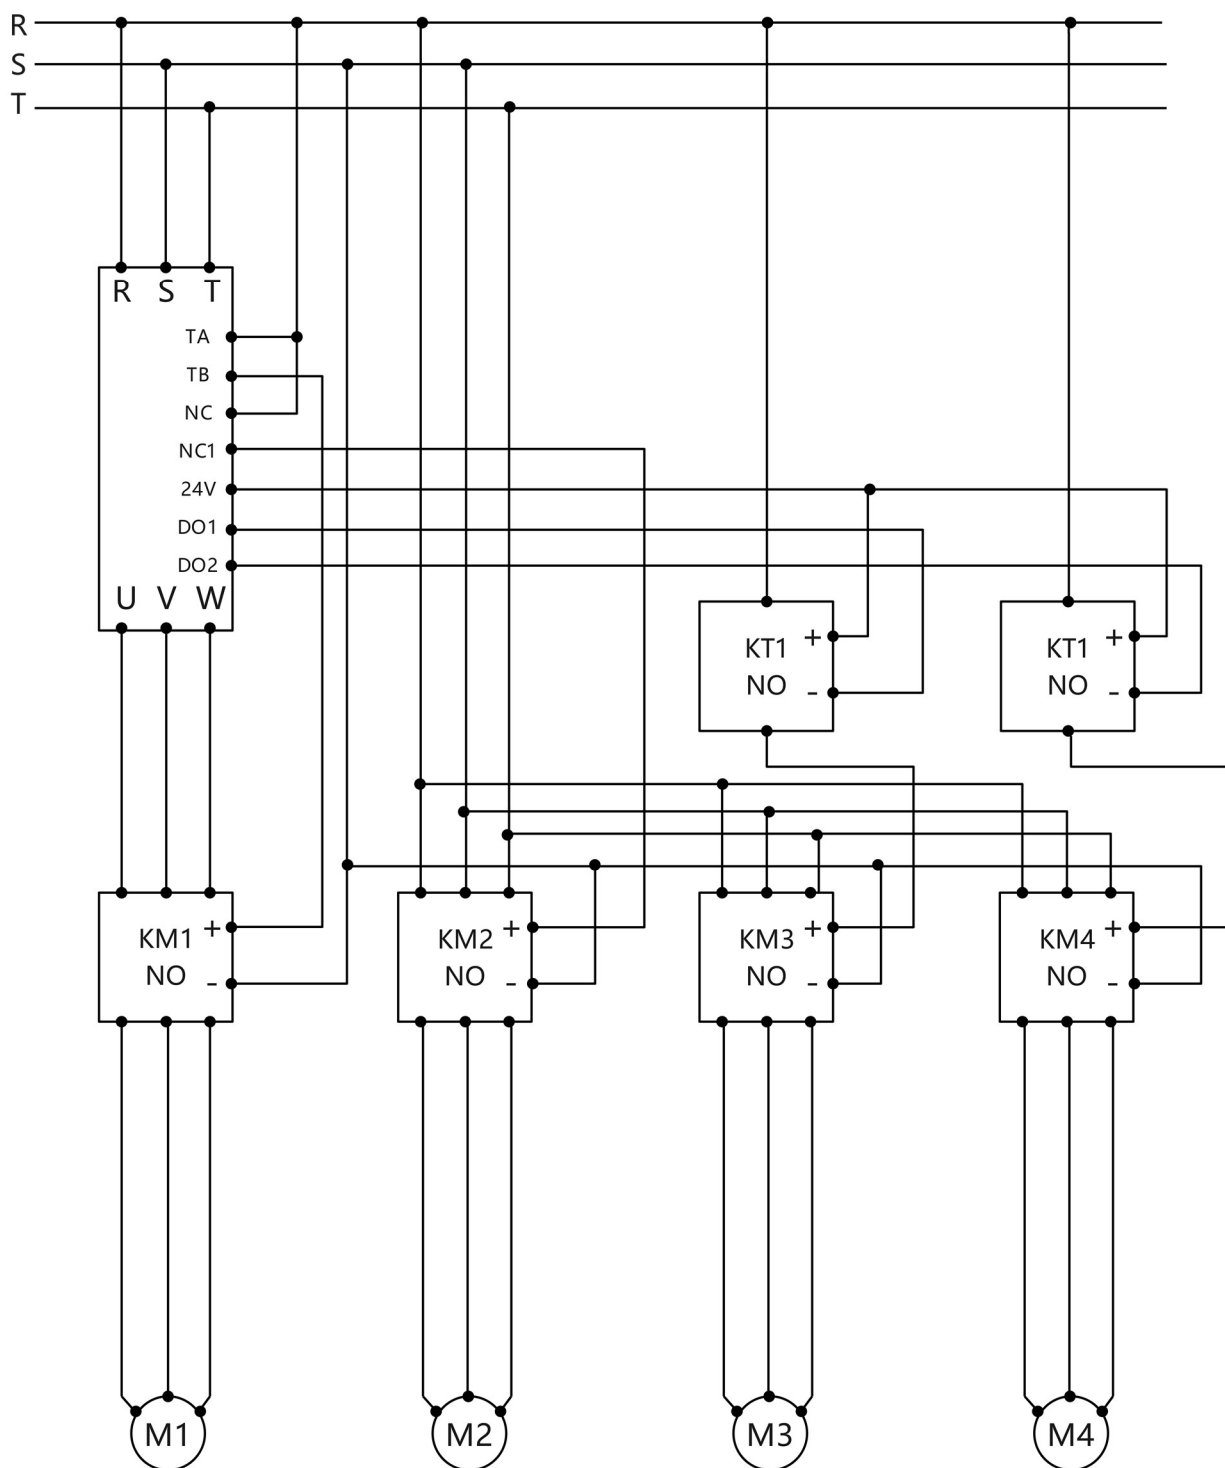 R
S
T
R S T
TA
TB
NC
NC1
24V
DO1
DO2
U V W
KT1 +
NO -
KT1 +
NO -
KM1 +
NO -
KM2 +
NO -
KM3 +
NO -
KM4 +
NO -
M1
M2
M3
M4